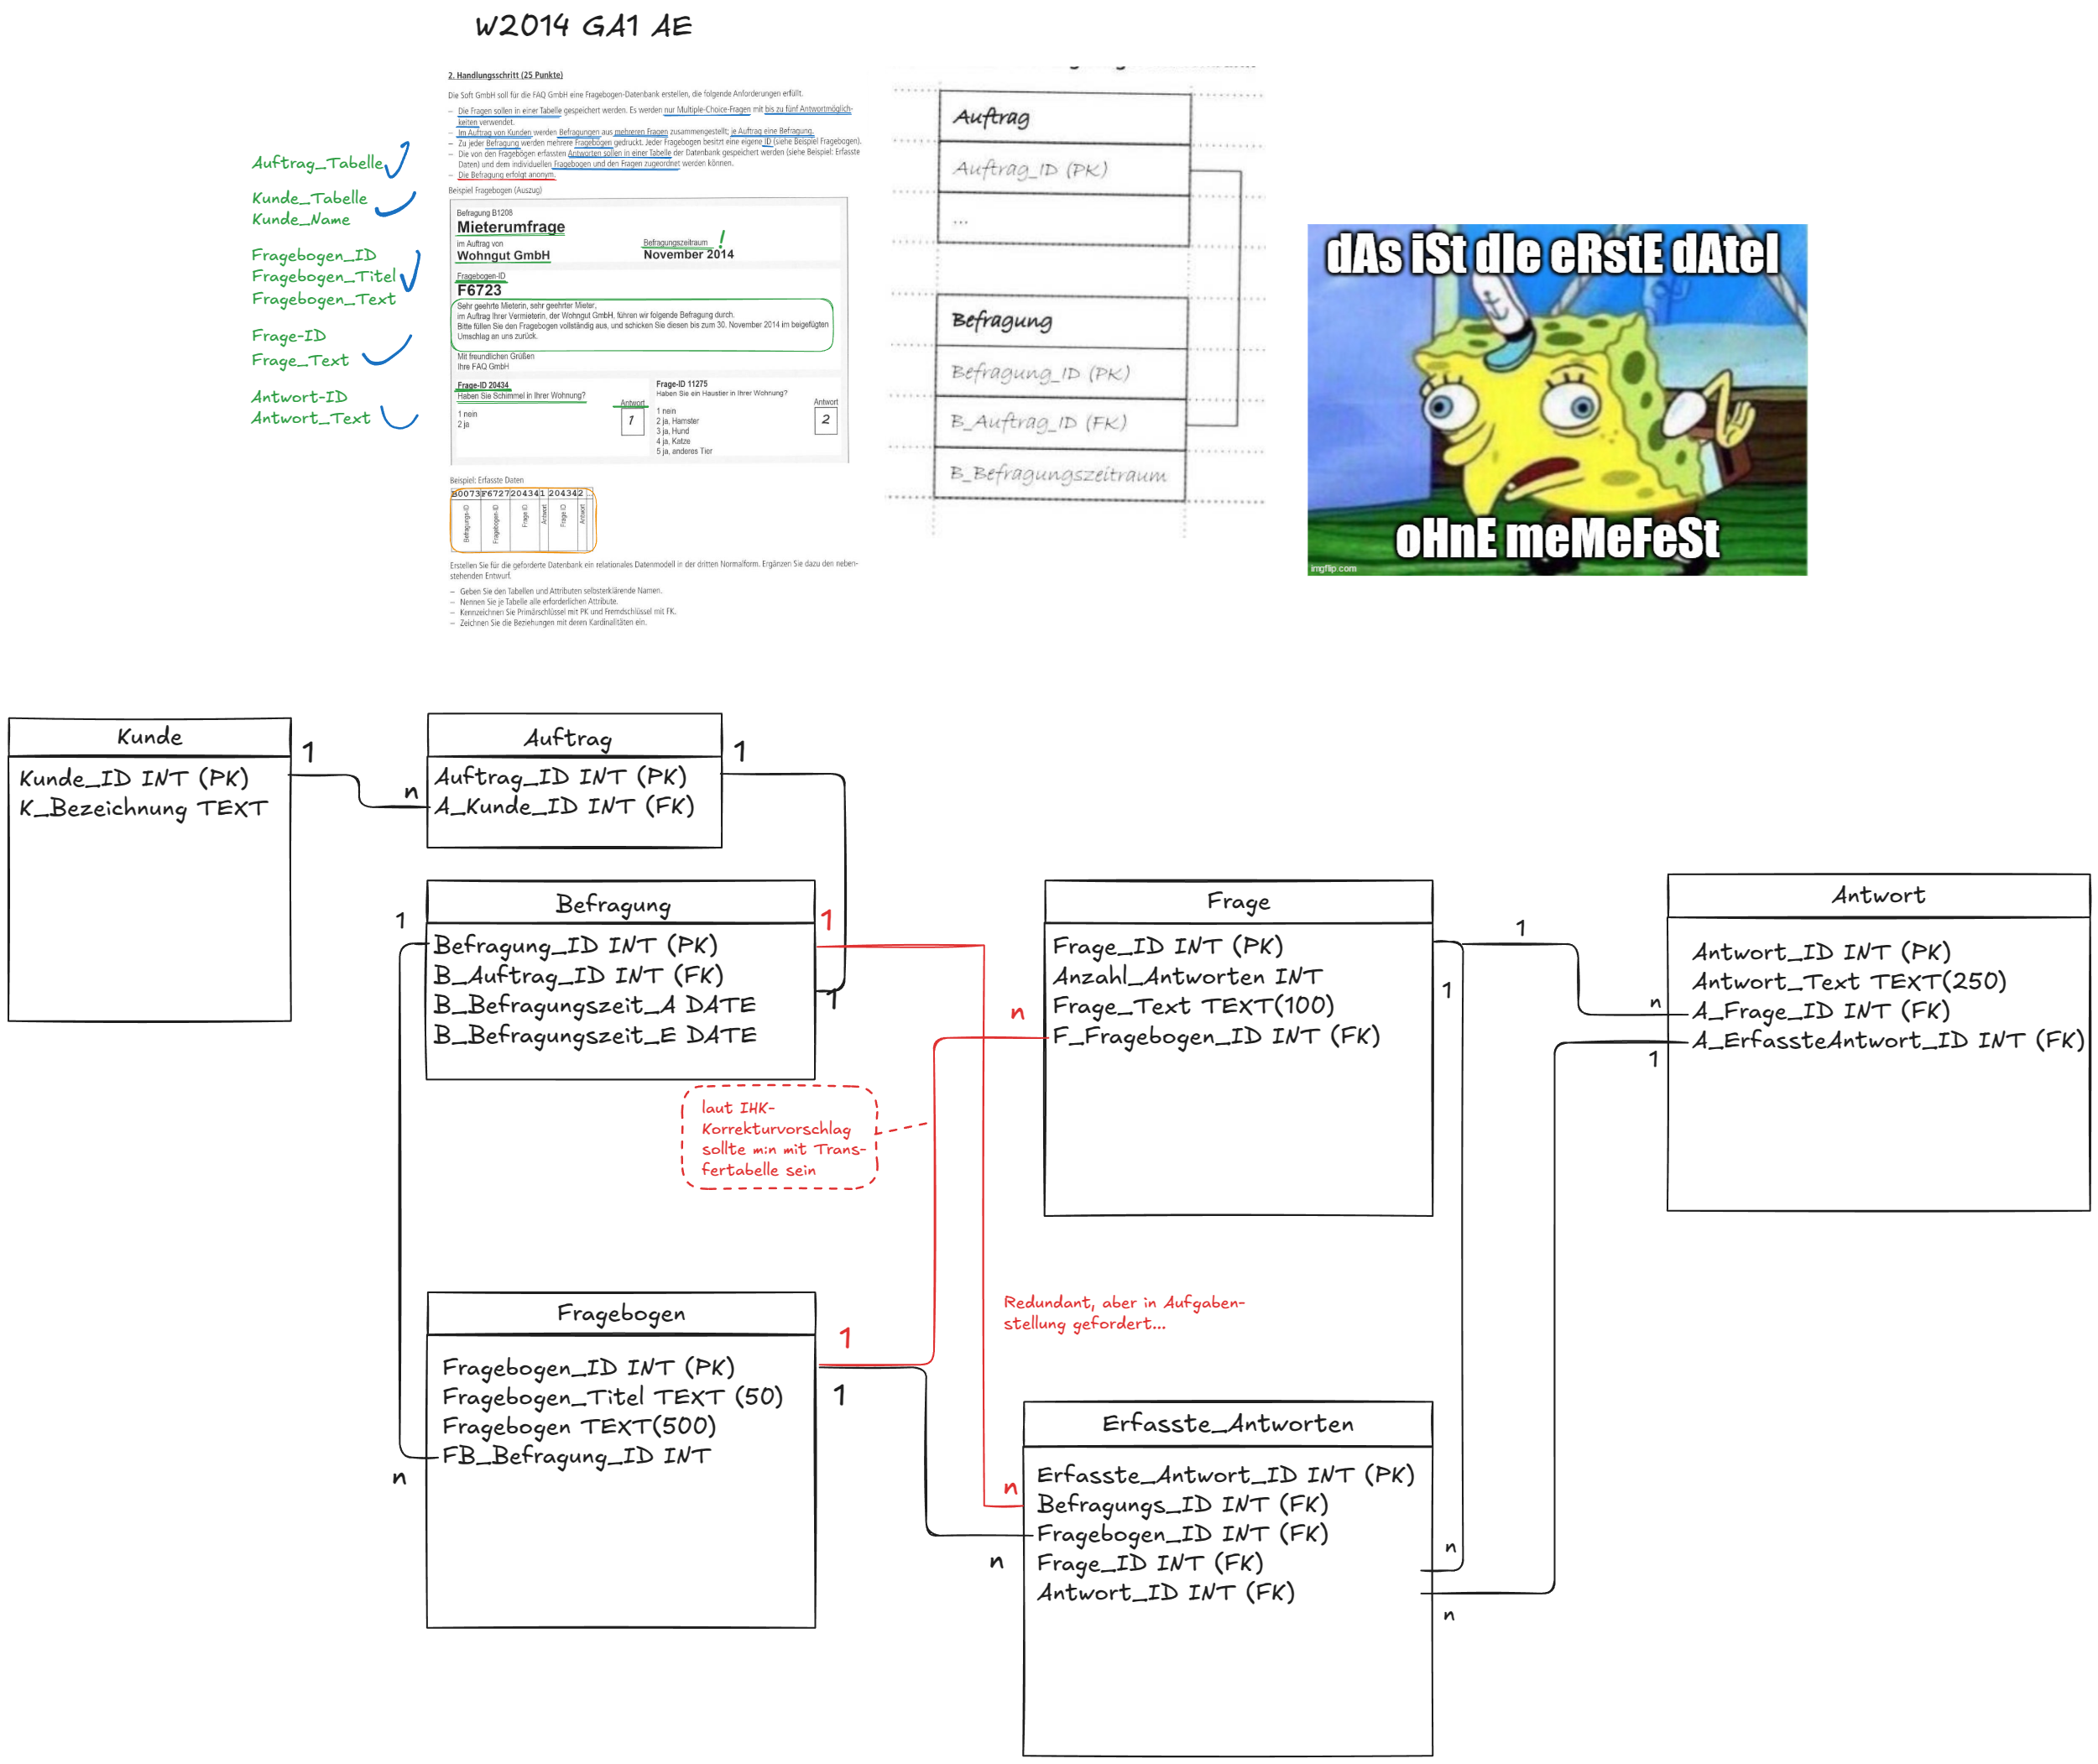 W2014 GA1 AE
2. Handlungsschritt (25 Punkte)
Die Soft GmbH soll für die FAQ GmbH eine Fragebogen-Datenbank erstellen, die folgende Anforderungen erfüllt.
– Die Fragen sollen in einer Tabelle gespeichert werden. Es werden nur Multiple-Choice-Fragen mit bis zu fünf Antwortmöglich-
keiten verwendet.
– Im Auftrag von Kunden werden Befragungen aus mehreren Fragen zusammengestellt; je Auftrag eine Befragung.
– Zu jeder Befragung werden mehrere Fragebögen gedruckt. Jeder Fragebogen besitzt eine eigene ID (siehe Beispiel Fragebogen).
– Die von den Fragebögen erfassten Antworten sollen in einer Tabelle der Datenbank gespeichert werden (siehe Beispiel: Erfasste
Daten) und dem individuellen Fragebogen und den Fragen zugeordnet werden können.
– Die Befragung erfolgt anonym.
Beispiel Fragebogen (Auszug)
Befragung B1208
Mieterumfrage
im Auftrag von
Wohngut GmbH
Befragungszeitraum !
November 2014
Fragebogen-ID
F6723
Sehr geehrte Mieterin, sehr geehrter Mieter,
im Auftrag Ihrer Vermieterin, der Wohngut GmbH, führen wir folgende Befragung durch.
Bitte füllen Sie den Fragebogen vollständig aus, und schicken Sie diesen bis zum 30. November 2014 im beigefügten
Umschlag an uns zurück.
Mit freundlichen Grüßen
Ihre FAQ GmbH
Frage-ID 20434
Haben Sie Schimmel in Ihrer Wohnung?
Antwort
1 nein
2 ja
1
Frage-ID 11275
Haben Sie ein Haustier in Ihrer Wohnung?
Antwort
1 nein
2 ja, Hamster
3 ja, Hund
4 ja, Katze
5 ja, anderes Tier
2
Beispiel: Erfasste Daten
B0073 F6727 20434 1 20434 2 ...
Befragungs-ID
Fragebogen-ID
Frage ID
Antwort
Frage ID
Antwort
Erstellen Sie für die geforderte Datenbank ein relationales Datenmodell in der dritten Normalform. Ergänzen Sie dazu den neben-
stehenden Entwurf.
– Geben Sie den Tabellen und Attributen selbsterklärende Namen.
– Nennen Sie je Tabelle alle erforderlichen Attribute.
– Kennzeichnen Sie Primärschlüssel mit PK und Fremdschlüssel mit FK.
– Zeichnen Sie die Beziehungen mit deren Kardinalitäten ein.
Auftrag_Tabelle
Kunde_Tabelle
Kunde_Name
Fragebogen_ID
Fragebogen_Titel
Fragebogen_Text
Frage-ID
Frage_Text
Antwort-ID
Antwort_Text
Auftrag
Auftrag_ID (PK)
...
Befragung
Befragung_ID (PK)
B_Auftrag_ID (FK)
B_Befragungszeitraum
dAs iSt dIe eRstE dAteI
oHnE meMeFeSt
imgflip.com
Kunde
Kunde_ID INT (PK)
K_Bezeichnung TEXT
1
n
Auftrag
Auftrag_ID INT (PK)
A_Kunde_ID INT (FK)
1
1
Befragung
Befragung_ID INT (PK)
B_Auftrag_ID INT (FK)
B_Befragungszeit_A DATE
B_Befragungszeit_E DATE
1
1
n
Frage
Frage_ID INT (PK)
Anzahl_Antworten INT
Frage_Text TEXT(100)
F_Fragebogen_ID INT (FK)
1
1
n
1
Antwort
Antwort_ID INT (PK)
Antwort_Text TEXT(250)
A_Frage_ID INT (FK)
A_ErfassteAntwort_ID INT (FK)
laut IHK-
Korrekturvorschlag
sollte m:n mit Trans-
fertabelle sein
Redundant, aber in Aufgaben-
stellung gefordert...
Fragebogen
Fragebogen_ID INT (PK)
Fragebogen_Titel TEXT (50)
Fragebogen TEXT(500)
FB_Befragung_ID INT
n
1
1
n
n
Erfasste_Antworten
Erfasste_Antwort_ID INT (PK)
Befragungs_ID INT (FK)
Fragebogen_ID INT (FK)
Frage_ID INT (FK)
Antwort_ID INT (FK)
n
n